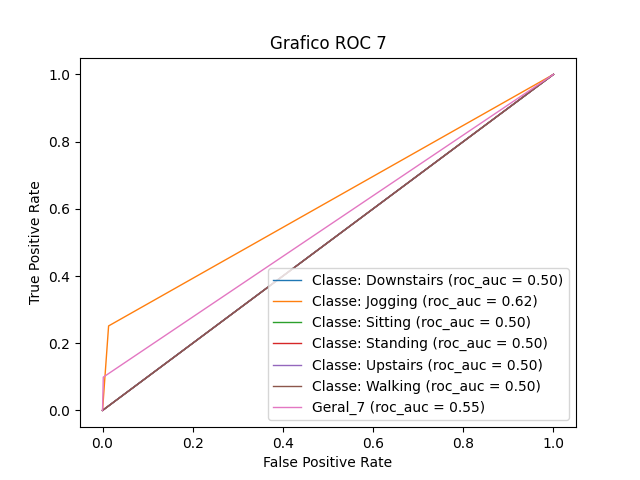 Grafico ROC 7
True Positive Rate
1.0
0.8
0.6
0.4
0.2
0.0
Classe: Downstairs (roc_auc = 0.50)
Classe: Jogging (roc_auc = 0.62)
Classe: Sitting (roc_auc = 0.50)
Classe: Standing (roc_auc = 0.50)
Classe: Upstairs (roc_auc = 0.50)
Classe: Walking (roc_auc = 0.50)
Geral_7 (roc_auc = 0.55)
0.0 0.2 0.4 0.6 0.8 1.0
False Positive Rate